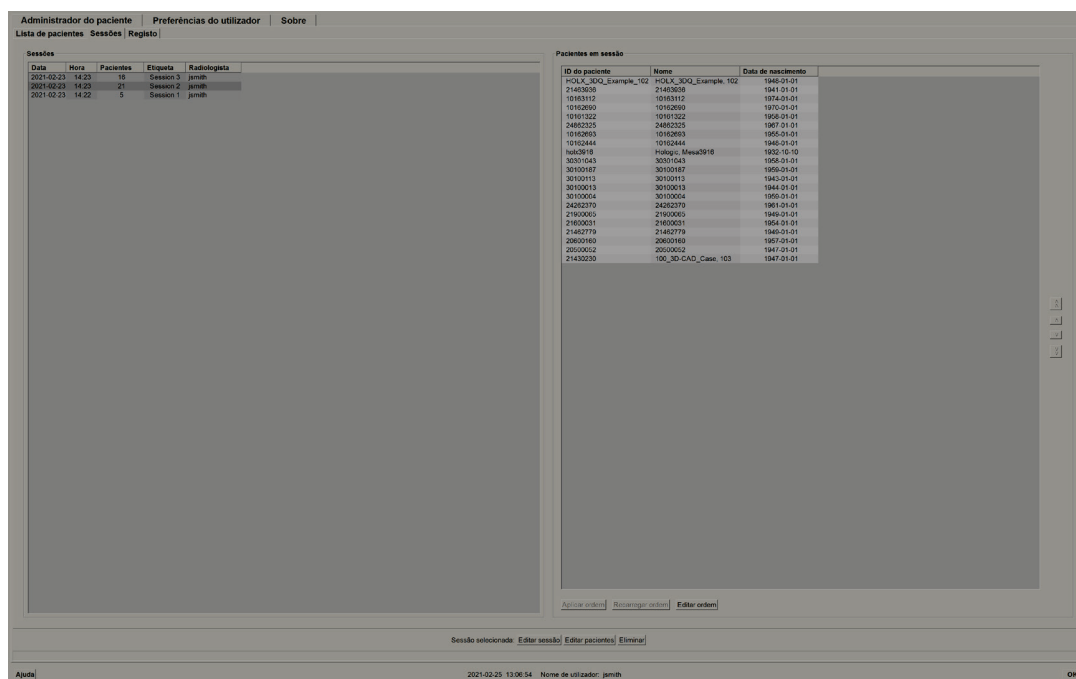 Administrador do paciente Preferências do utilizador Sobre
Lista de pacientes Sessões Registo
Sessões
Data Hora Pacientes Etiqueta Radiologista
2021-02-23 14:23 16 Session 3 jsmith
2021-02-23 14:23 21 Session 2 jsmith
2021-02-23 14:22 5 Session 1 jsmith
Pacientes em sessão
ID do paciente Nome Data de nascimento
HOLX_3DQ_Example_102 HOLX_3DQ_Example, 102 1948-01-01
21463936 21463936 1941-01-01
10163112 10163112 1974-01-01
10162690 10162690 1970-01-01
10161322 10161322 1958-01-01
24862325 24862325 1967-01-01
10162693 10162693 1955-01-01
10162444 10162444 1946-01-01
holx3916 Hologic, Mesa3916 1932-10-10
30301043 30301043 1958-01-01
30100187 30100187 1959-01-01
30100113 30100113 1943-01-01
30100013 30100013 1944-01-01
30100004 30100004 1959-01-01
24262370 24262370 1961-01-01
21900065 21900065 1949-01-01
21600031 21600031 1954-01-01
21462779 21462779 1949-01-01
20600160 20600160 1957-01-01
20500052 20500052 1947-01-01
21430230 100_3D-CAD_Case, 103 1947-01-01
Aplicar ordem Recarregar ordem Editar ordem
Sessão selecionada: Editar sessão Editar pacientes Eliminar
Ajuda 2021-02-25 13:06:54 Nome de utilizador: jsmith OK